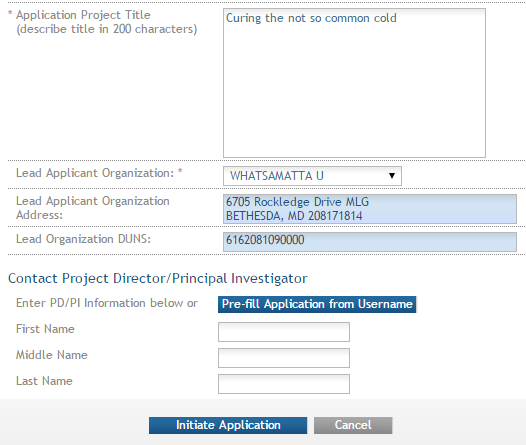 * Application Project Title
(describe title in 200 characters)
Curing the not so common cold
Lead Applicant Organization: *
WHATSAMATTA U
Lead Applicant Organization
Address:
6705 Rockledge Drive MLG
BETHESDA, MD 208171814
Lead Organization DUNS:
6162081090000
Contact Project Director/Principal Investigator
Enter PD/PI Information below or
Pre-fill Application from Username
First Name
Middle Name
Last Name
Initiate Application
Cancel